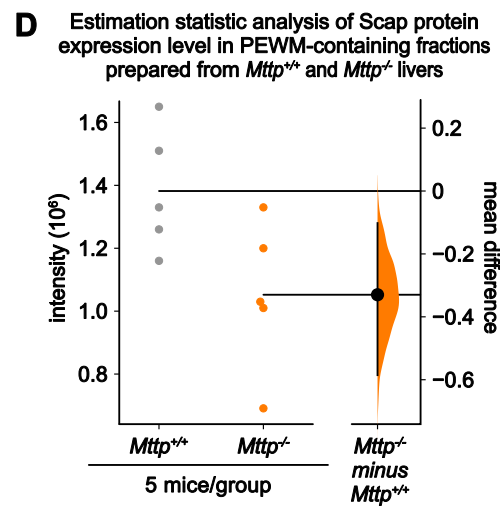 D
Estimation statistic analysis of Scap protein
expression level in PEWM-containing fractions
prepared from Mttp+/+ and Mttp-/- livers
1.6
1.4
1.2
1.0
0.8
intensity (10⁶)
0.2
0
−0.2
−0.4
−0.6
mean difference
Mttp+/+
Mttp-/-
5 mice/group
Mttp-/-
minus
Mttp+/+